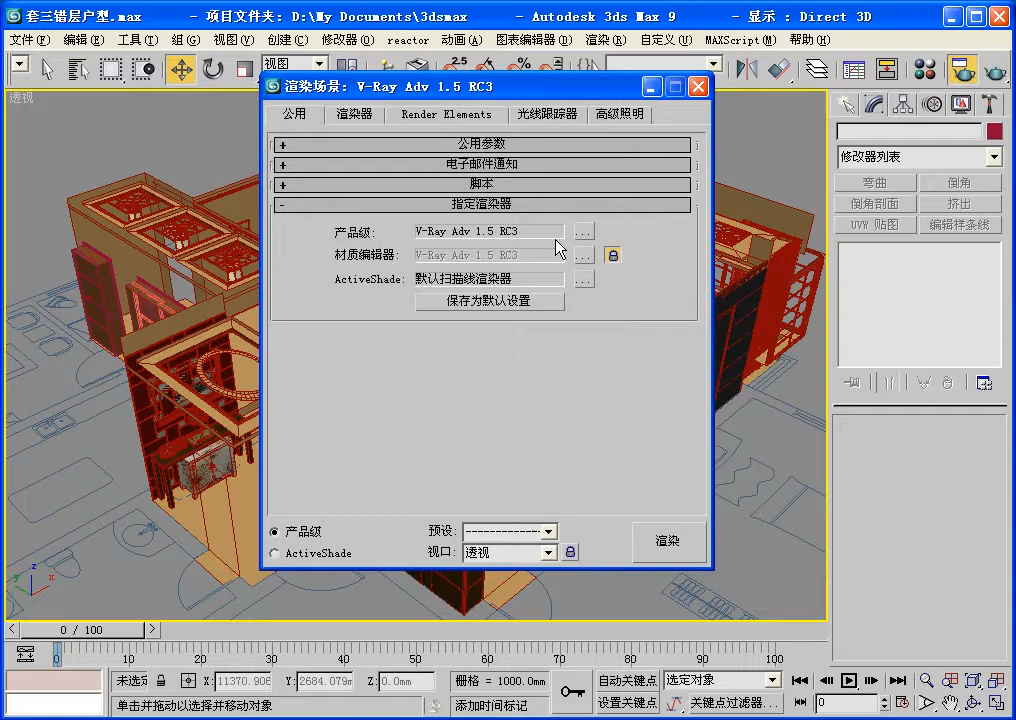 套三错层户型.max - 项目文件夹: D:\My Documents\3dsmax - Autodesk 3ds Max 9 - 显示 : Direct 3D
文件(F) 编辑(E) 工具(T) 组(G) 视图(V) 创建(C) 修改器(O) reactor 动画(A) 图表编辑器(D) 渲染(R) 自定义(U) MAXScript(M) 帮助(H)
视图 2.5 %
透视
渲染场景: V-Ray Adv 1.5 RC3
公用 渲染器 Render Elements 光线跟踪器 高级照明
+ 公用参数
+ 电子邮件通知
+ 脚本
- 指定渲染器
产品级: V-Ray Adv 1.5 RC3 ...
材质编辑器: V-Ray Adv 1.5 RC3 ...
ActiveShade: 默认扫描线渲染器 ...
保存为默认设置
产品级 预设: -------------
ActiveShade 视口: 透视
渲染
修改器列表
弯曲 倒角
倒角剖面 挤出
UVW 贴图 编辑样条线
z
y x
< 0 / 100 >
0 10 20 30 40 50 60 70 80 90 100
未选定 X: 11370.906 Y: 2684.079m Z: 0.0mm 栅格 = 1000.0mm 自动关键点 选定对象
单击并拖动以选择并移动对象 添加时间标记 设置关键点 关键点过滤器... 0